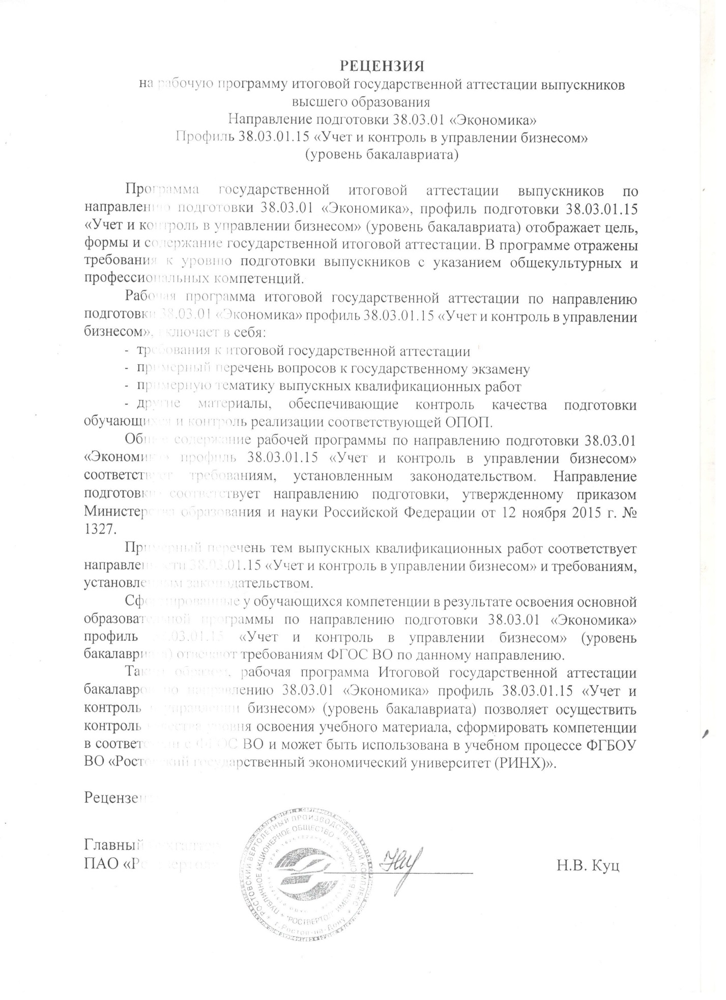 РЕЦЕНЗИЯ
на рабочую программу итоговой государственной аттестации выпускников
высшего образования
Направление подготовки 38.03.01 «Экономика»
Профиль 38.03.01.15 «Учет и контроль в управлении бизнесом»
(уровень бакалавриата)
Программа государственной итоговой аттестации выпускников по
направлению подготовки 38.03.01 «Экономика», профиль подготовки 38.03.01.15
«Учет и контроль в управлении бизнесом» (уровень бакалавриата) отображает цель,
формы и содержание государственной итоговой аттестации. В программе отражены
требования к уровню подготовки выпускников с указанием общекультурных и
профессиональных компетенций.
Рабочая программа итоговой государственной аттестации по направлению
подготовки 38.03.01 «Экономика» профиль 38.03.01.15 «Учет и контроль в управлении
бизнесом», включает в себя:
- требования к итоговой государственной аттестации
- примерный перечень вопросов к государственному экзамену
- примерную тематику выпускных квалификационных работ
- другие материалы, обеспечивающие контроль качества подготовки
обучающихся и контроль реализации соответствующей ОПОП.
Общее содержание рабочей программы по направлению подготовки 38.03.01
«Экономика» профиль 38.03.01.15 «Учет и контроль в управлении бизнесом»
соответствует требованиям, установленным законодательством. Направление
подготовки соответствует направлению подготовки, утвержденному приказом
Министерства образования и науки Российской Федерации от 12 ноября 2015 г. №
1327.
Примерный перечень тем выпускных квалификационных работ соответствует
направленности 38.03.01.15 «Учет и контроль в управлении бизнесом» и требованиям,
установленным законодательством.
Сформированные у обучающихся компетенции в результате освоения основной
образовательной программы по направлению подготовки 38.03.01 «Экономика»
профиль 38.03.01.15 «Учет и контроль в управлении бизнесом» (уровень
бакалавриата) отвечают требованиям ФГОС ВО по данному направлению.
Таким образом, рабочая программа Итоговой государственной аттестации
бакалавров по направлению 38.03.01 «Экономика» профиль 38.03.01.15 «Учет и
контроль в управлении бизнесом» (уровень бакалавриата) позволяет осуществить
контроль качества уровня освоения учебного материала, сформировать компетенции
в соответствии с ФГОС ВО и может быть использована в учебном процессе ФГБОУ
ВО «Ростовский государственный экономический университет (РИНХ)».
Рецензент
Главный бухгалтер
ПАО «Роствертол» Н.В. Куц
РОСТОВСКИЙ ВЕРТОЛЕТНЫЙ ПРОИЗВОДСТВЕННЫЙ КОМПЛЕКС
ПУБЛИЧНОЕ АКЦИОНЕРНОЕ ОБЩЕСТВО
"РОСТВЕРТОЛ" ИМЕНИ Б.Н.СЛЮСАРЯ
г.Ростов-на-Дону